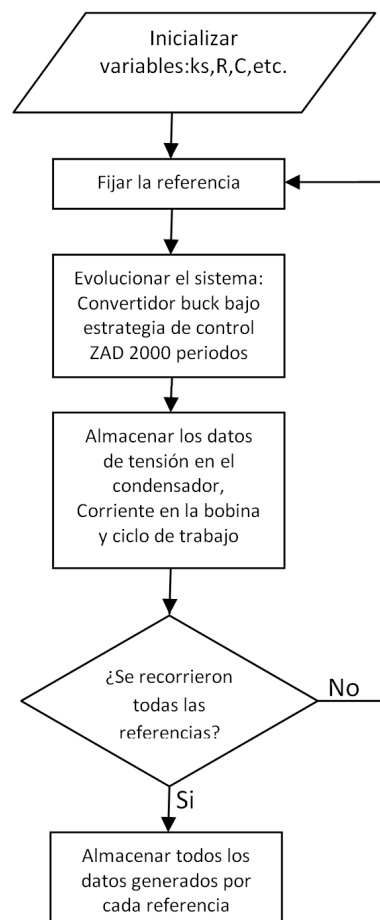 Inicializar
variables:ks,R,C,etc.
Fijar la referencia
Evolucionar el sistema:
Convertidor buck bajo
estrategia de control
ZAD 2000 periodos
Almacenar los datos
de tensión en el
condensador,
Corriente en la bobina
y ciclo de trabajo
¿Se recorrieron
todas las
referencias?
No
Si
Almacenar todos los
datos generados por
cada referencia